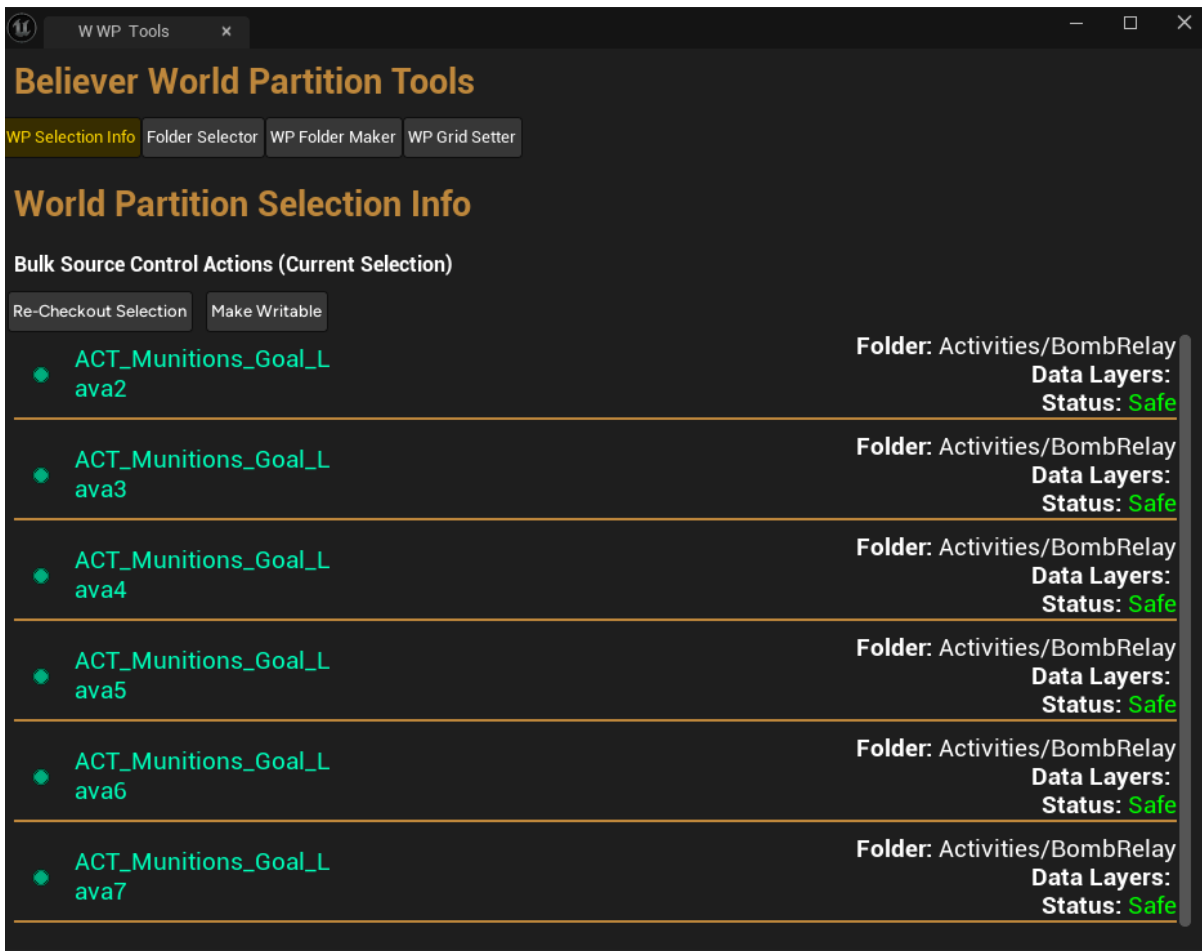 W WP Tools
Believer World Partition Tools
WP Selection Info
Folder Selector
WP Folder Maker
WP Grid Setter
World Partition Selection Info
Bulk Source Control Actions (Current Selection)
Re-Checkout Selection
Make Writable
ACT_Munitions_Goal_L
ava2
Folder: Activities/BombRelay
Data Layers:
Status: Safe
ACT_Munitions_Goal_L
ava3
Folder: Activities/BombRelay
Data Layers:
Status: Safe
ACT_Munitions_Goal_L
ava4
Folder: Activities/BombRelay
Data Layers:
Status: Safe
ACT_Munitions_Goal_L
ava5
Folder: Activities/BombRelay
Data Layers:
Status: Safe
ACT_Munitions_Goal_L
ava6
Folder: Activities/BombRelay
Data Layers:
Status: Safe
ACT_Munitions_Goal_L
ava7
Folder: Activities/BombRelay
Data Layers:
Status: Safe